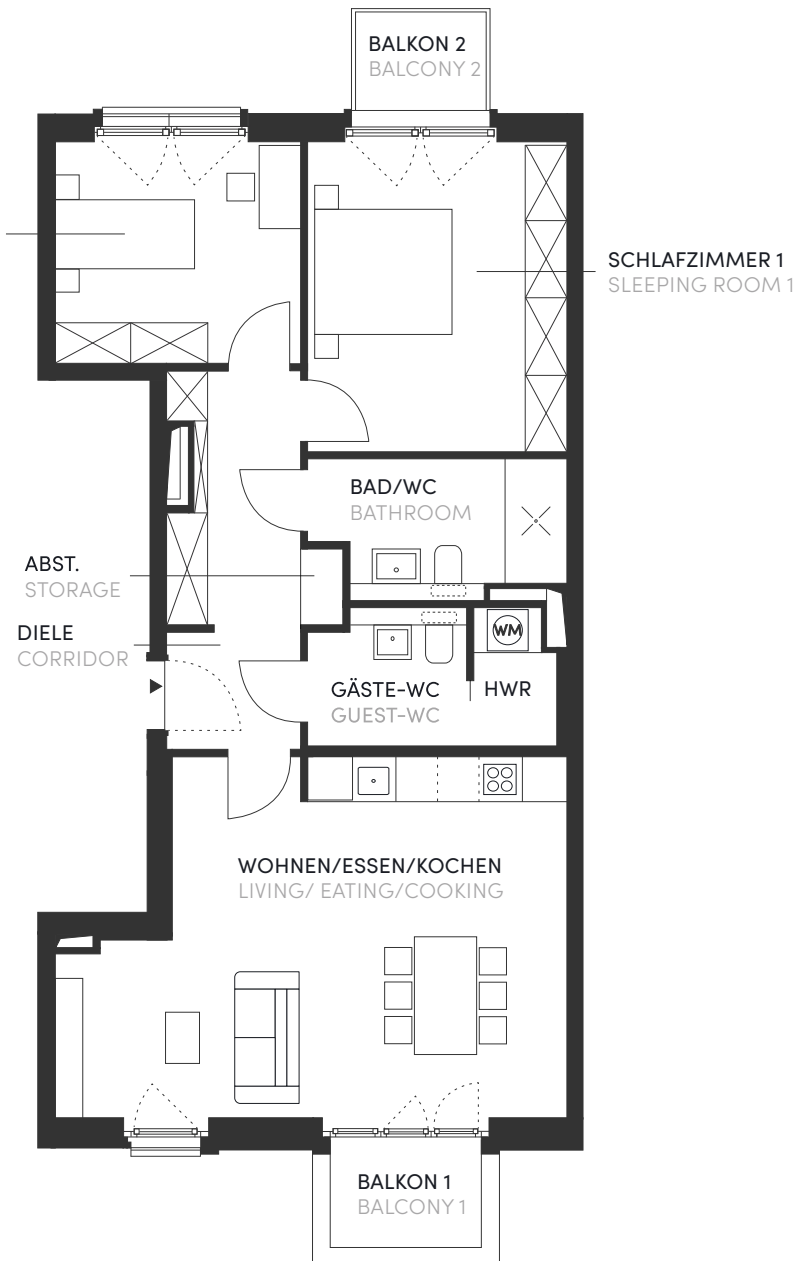 BALKON 2
BALCONY 2
SCHLAFZIMMER 1
SLEEPING ROOM 1
BAD/WC
BATHROOM
ABST.
STORAGE
DIELE
CORRIDOR
WM
GÄSTE-WC
GUEST-WC
HWR
WOHNEN/ESSEN/KOCHEN
LIVING/ EATING/COOKING
BALKON 1
BALCONY 1